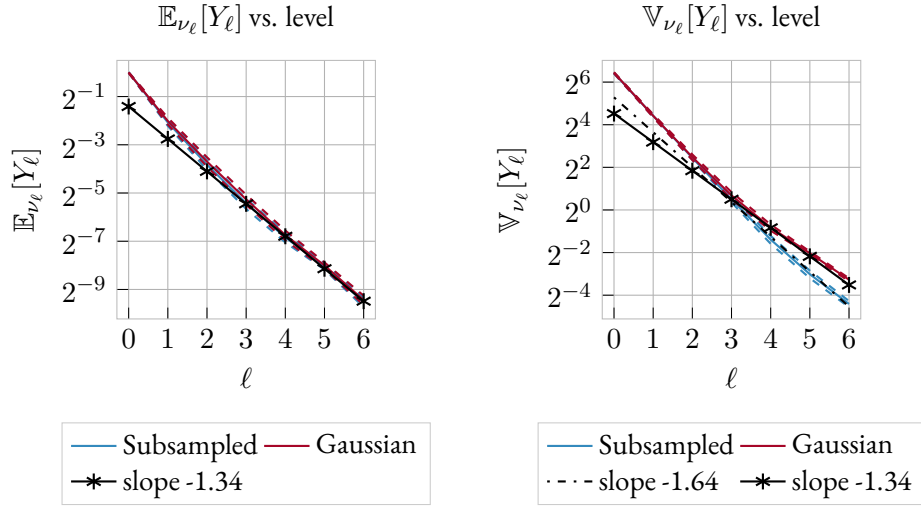 𝔼_{ν_ℓ}[Y_ℓ] vs. level
2^{-1}
2^{-3}
2^{-5}
2^{-7}
2^{-9}
𝔼_{ν_ℓ}[Y_ℓ]
0 1 2 3 4 5 6
ℓ
Subsampled Gaussian
slope -1.34
𝕍_{ν_ℓ}[Y_ℓ] vs. level
2^6
2^4
2^2
2^0
2^{-2}
2^{-4}
𝕍_{ν_ℓ}[Y_ℓ]
0 1 2 3 4 5 6
ℓ
Subsampled Gaussian
slope -1.64 slope -1.34